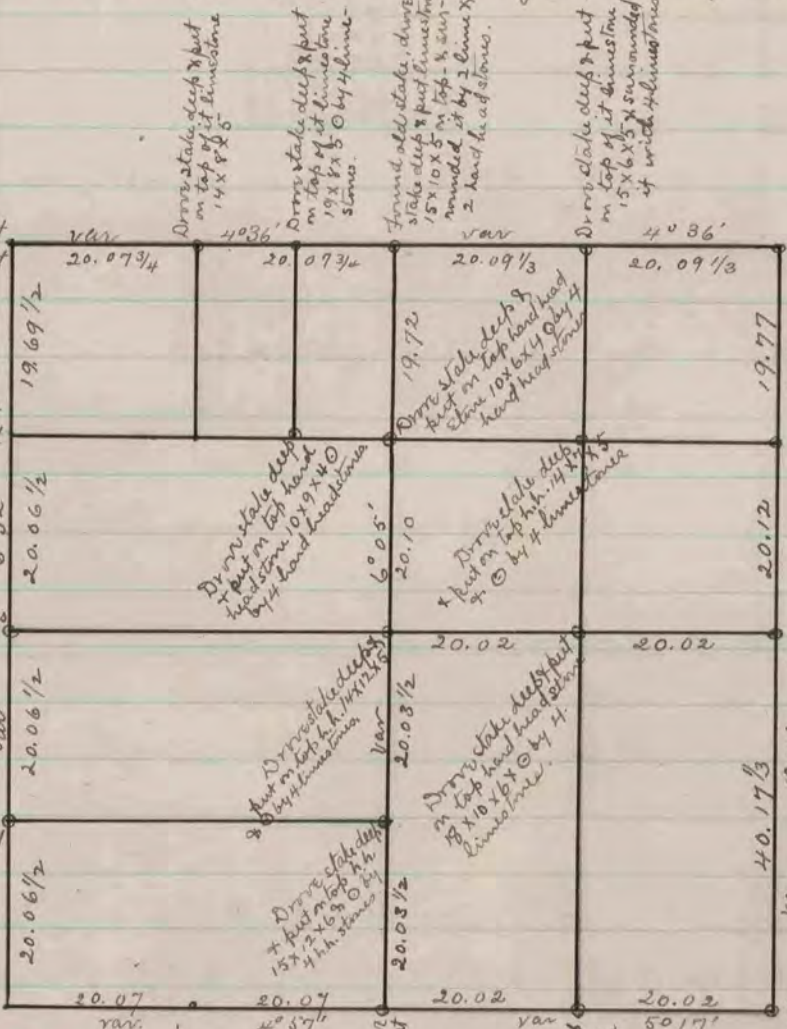 Drove stake deep & put
on top of it limestone
14 x 8 x 5
Drove stake deep & put
on top of it limestone
19 x 8 x 5 ⊙ by 4 lime-
stones.
Found old stake, drove
stake deep & put limestone
15 x 10 x 5 on top & sur-
rounded it by 2 lime &
2 hard head stones.
Drove stake deep & put
on top of it limestone
15 x 6 x 5 & surrounded
it with 4 limestones
var 4° 36' var 4° 36'
20.07 3/4 20.07 3/4 20.09 1/3 20.09 1/3
19.69 1/2
19.72
Drove stake deep &
put on top hard head
stone 10 x 6 x 4 ⊙ by 4
hard head stones
19.77
20.06 1/2
Drove stake deep
& put on top hard
headstone 10 x 9 x 4 ⊙
by 4 hard headstones
6° 05'
20.10
Drove stake deep
& put on top h.h. 14 x 7 x 5
& ⊙ by 4 limestones
20.12
20.02 20.02
var
20.06 1/2
Drove stake deep &
put on top h.h. 14 x 12 x 5
& ⊙ by 4 limestones
var
20.03 1/2
Drove stake deep & put
on top hard head stone
18 x 10 x 6 x ⊙ by 4
limestones.
40.17 1/3
20.06 1/2
Drove stake deep
& put on top h.h.
15 x 12 x 6 & ⊙ by
4 h.h. stones
20.03 1/2
20.07 20.07 20.02 20.02
var 4° 57" var 5° 17'